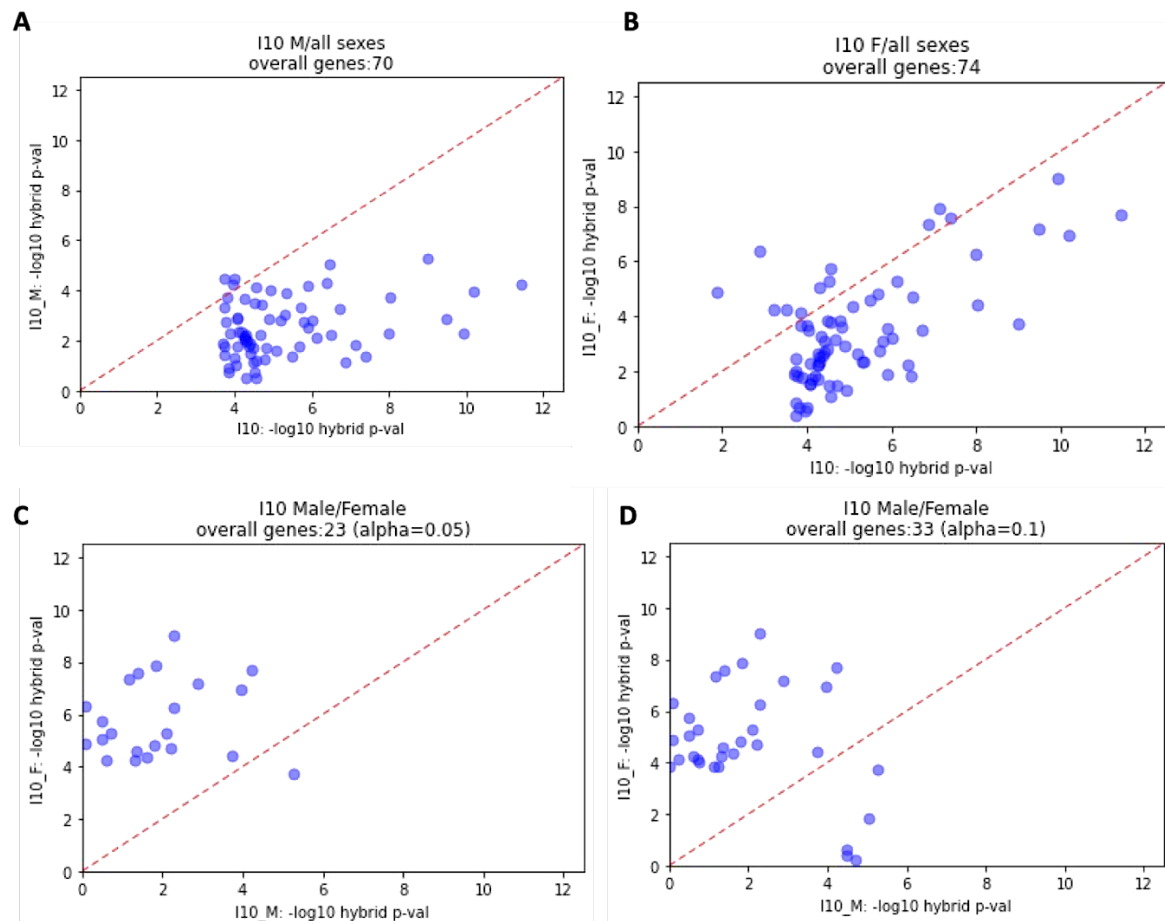 A
I10 M/all sexes
overall genes:70
I10_M: -log10 hybrid p-val
12
10
8
6
4
2
0
0 2 4 6 8 10 12
I10: -log10 hybrid p-val
B
I10 F/all sexes
overall genes:74
I10_F: -log10 hybrid p-val
12
10
8
6
4
2
0
0 2 4 6 8 10 12
I10: -log10 hybrid p-val
C
I10 Male/Female
overall genes:23 (alpha=0.05)
I10_F: -log10 hybrid p-val
12
10
8
6
4
2
0
0 2 4 6 8 10 12
I10_M: -log10 hybrid p-val
D
I10 Male/Female
overall genes:33 (alpha=0.1)
I10_F: -log10 hybrid p-val
12
10
8
6
4
2
0
0 2 4 6 8 10 12
I10_M: -log10 hybrid p-val